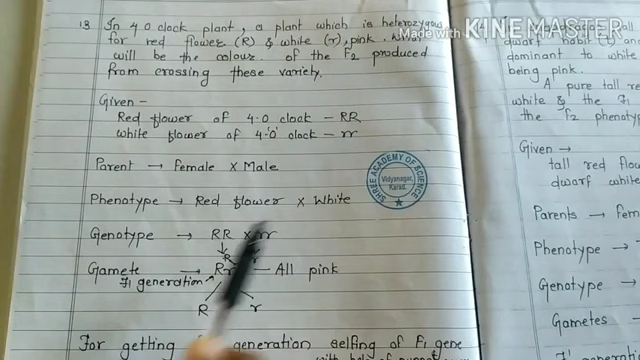 Made with KINEMASTER
13 In 4 O clock plant, a plant which is heterozygous
for red flower (R) & white (r), pink. What
will be the colour of the F2 produced
from crossing these variety.
Given -
Red flower of 4.O clock - RR
White flower of 4.'O' clock - rr
Parent → Female X Male
Phenotype → Red flower X White
Genotype → RR X rr
Gamete → Rr - All pink
F1 generation →
R r
For getting generation selfing of F1 gene
SHREE ACADEMY OF SCIENCE
Vidyanagar,
Karad.
dwarf habit (t) an
dominant to white
being pink.
A pure tall re
white & the F1
the F2 phenotyp
Given →
tall red flow
dwarf white
Parents → Fem
Phenotype →
Genotype →
Gametes →